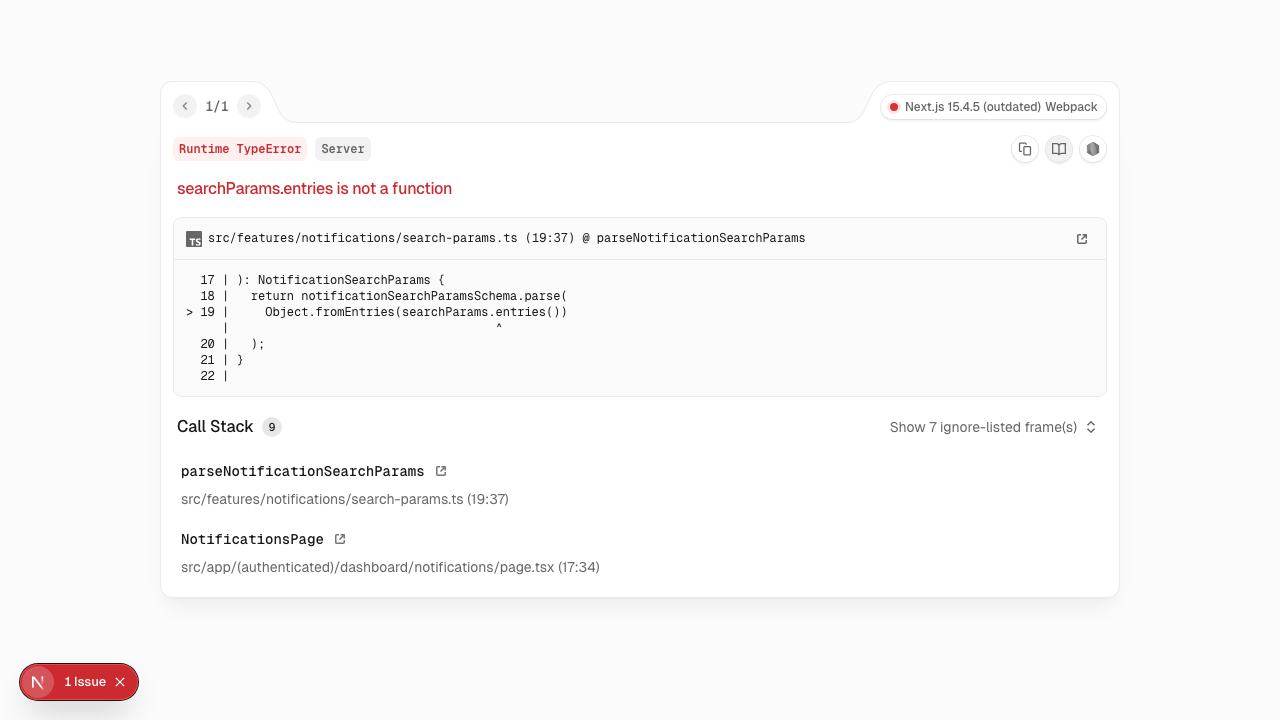 1/1
Next.js 15.4.5 (outdated) Webpack
Runtime TypeError
Server
searchParams.entries is not a function
TS src/features/notifications/search-params.ts (19:37) @ parseNotificationSearchParams
  17 | ): NotificationSearchParams {
  18 |   return notificationSearchParamsSchema.parse(
> 19 |     Object.fromEntries(searchParams.entries())
     |                                     ^
  20 |   );
  21 | }
  22 |
Call Stack 9
Show 7 ignore-listed frame(s)
parseNotificationSearchParams
src/features/notifications/search-params.ts (19:37)
NotificationsPage
src/app/(authenticated)/dashboard/notifications/page.tsx (17:34)
N 1 Issue